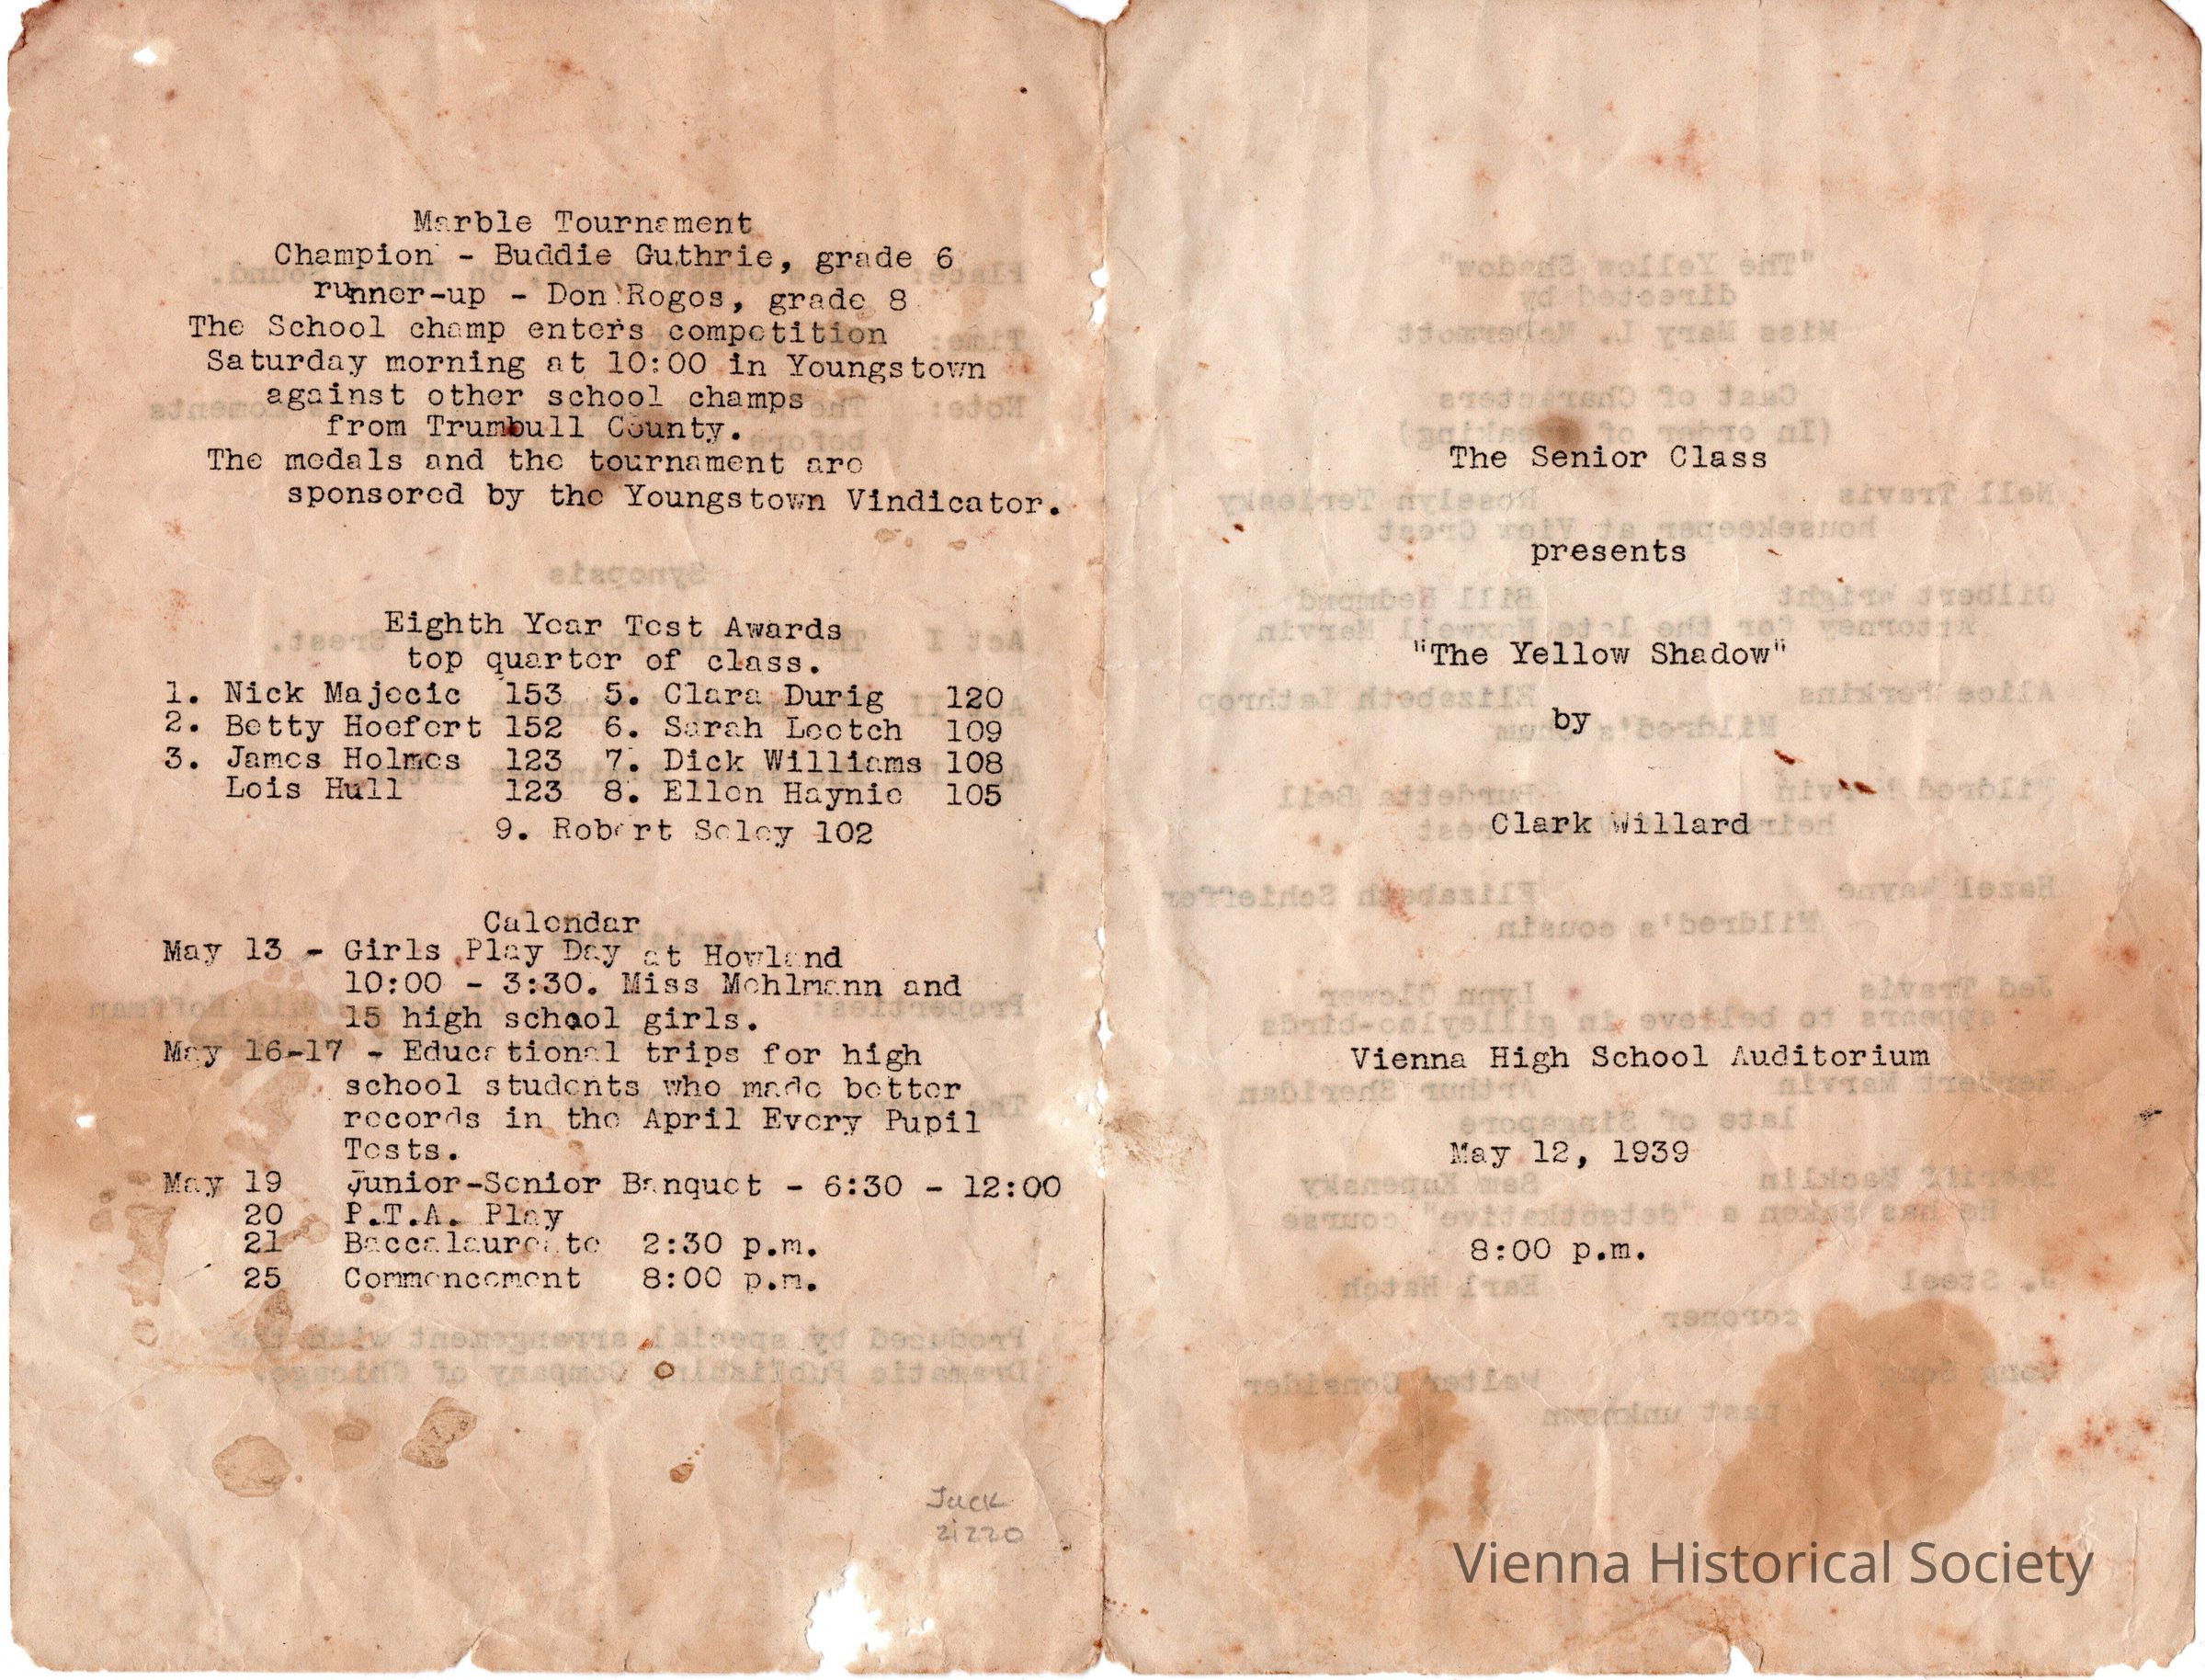 Marble Tournament
Champion - Buddie Guthrie, grade 6
runner-up - Don Rogos, grade 8
The School champ enters competition
Saturday morning at 10:00 in Youngstown
against other school champs
from Trumbull County.
The medals and the tournament are
sponsored by the Youngstown Vindicator.
Eighth Year Test Awards
top quarter of class.
1. Nick Majecic 153 5. Clara Durig 120
2. Betty Hoefert 152 6. Sarah Leetch 109
3. James Holmes 123 7. Dick Williams 108
Lois Hull 123 8. Ellen Haynie 105
9. Robert Seley 102
Calendar
May 13 - Girls Play Day at Howland
10:00 - 3:30. Miss Mehlmann and
15 high school girls.
May 16-17 - Educational trips for high
school students who made better
records in the April Every Pupil
Tests.
May 19 Junior-Senior Banquet - 6:30 - 12:00
20 P.T.A. Play
21 Baccalaureate 2:30 p.m.
25 Commencement 8:00 p.m.
Jack
Zizzo
The Senior Class
presents
"The Yellow Shadow"
by
Clark Willard
Vienna High School Auditorium
May 12, 1939
8:00 p.m.
Vienna Historical Society